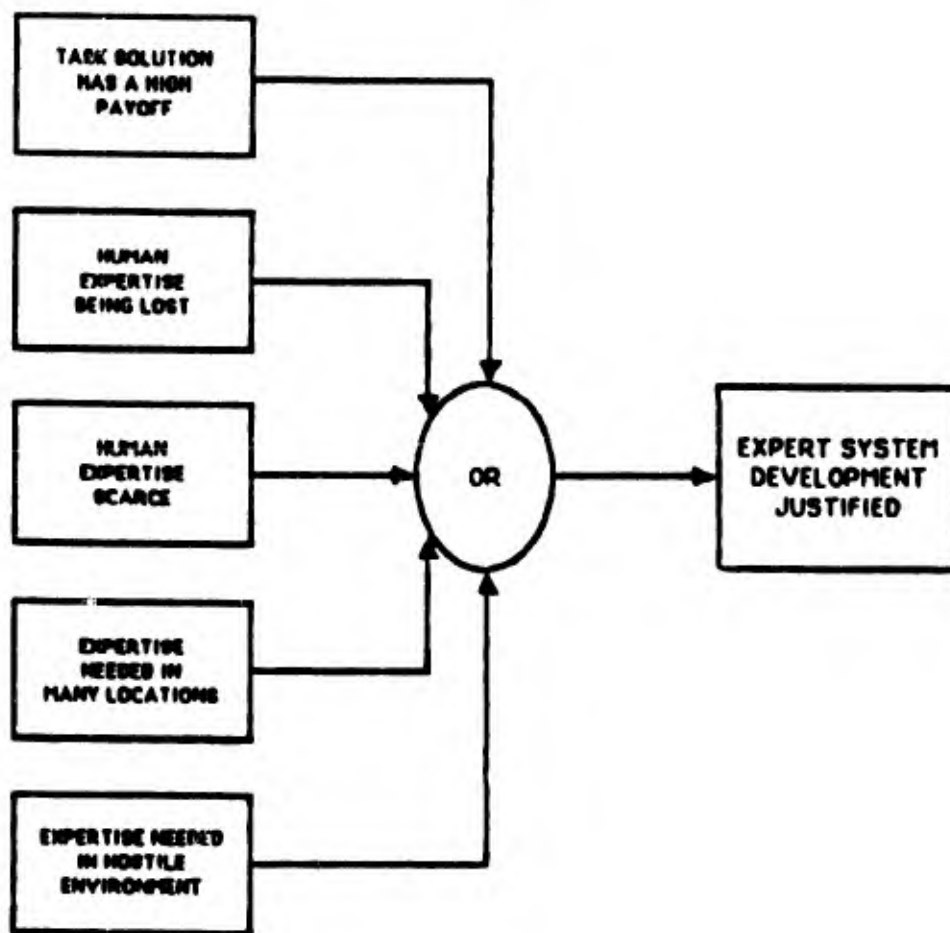 TASK SOLUTION
HAS A HIGH
PAYOFF
HUMAN
EXPERTISE
BEING LOST
HUMAN
EXPERTISE
SCARCE
EXPERTISE
NEEDED IN
MANY LOCATIONS
EXPERTISE NEEDED
IN HOSTILE
ENVIRONMENT
OR
EXPERT SYSTEM
DEVELOPMENT
JUSTIFIED